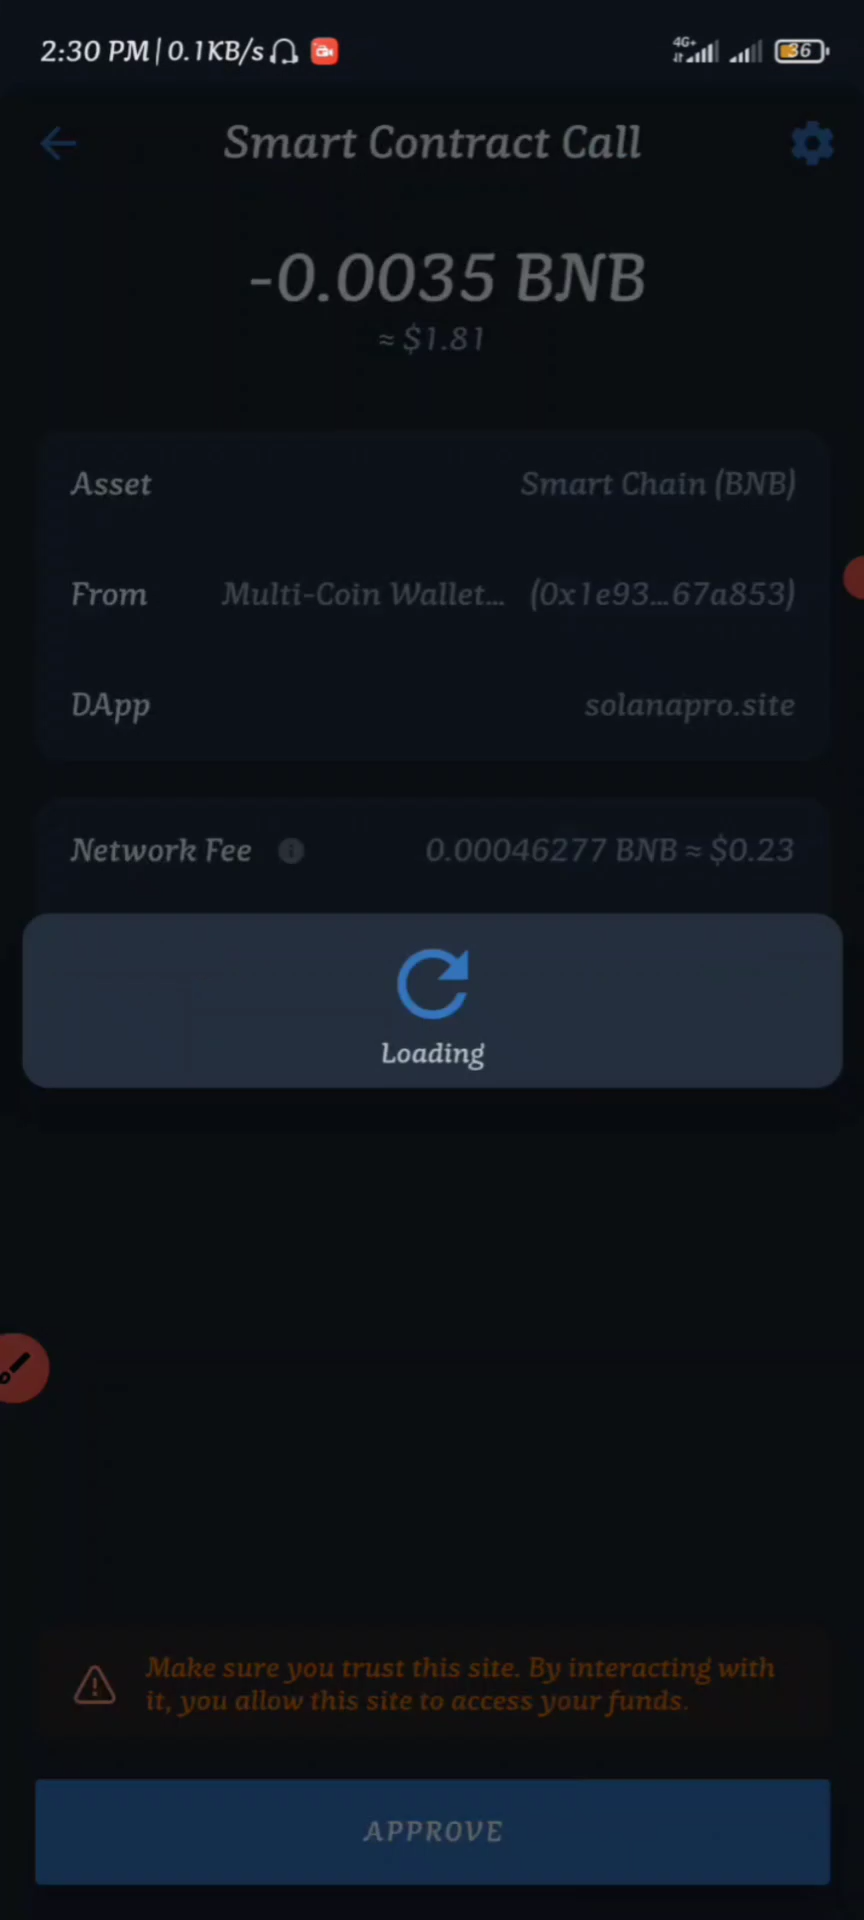 2:30 PM | 0.1KB/s
4G+
36
Smart Contract Call
-0.0035 BNB
≈ $1.81
Asset Smart Chain (BNB)
From Multi-Coin Wallet... (0x1e93...67a853)
DApp solanapro.site
Network Fee 0.00046277 BNB ≈ $0.23
Loading
Make sure you trust this site. By interacting with
it, you allow this site to access your funds.
APPROVE